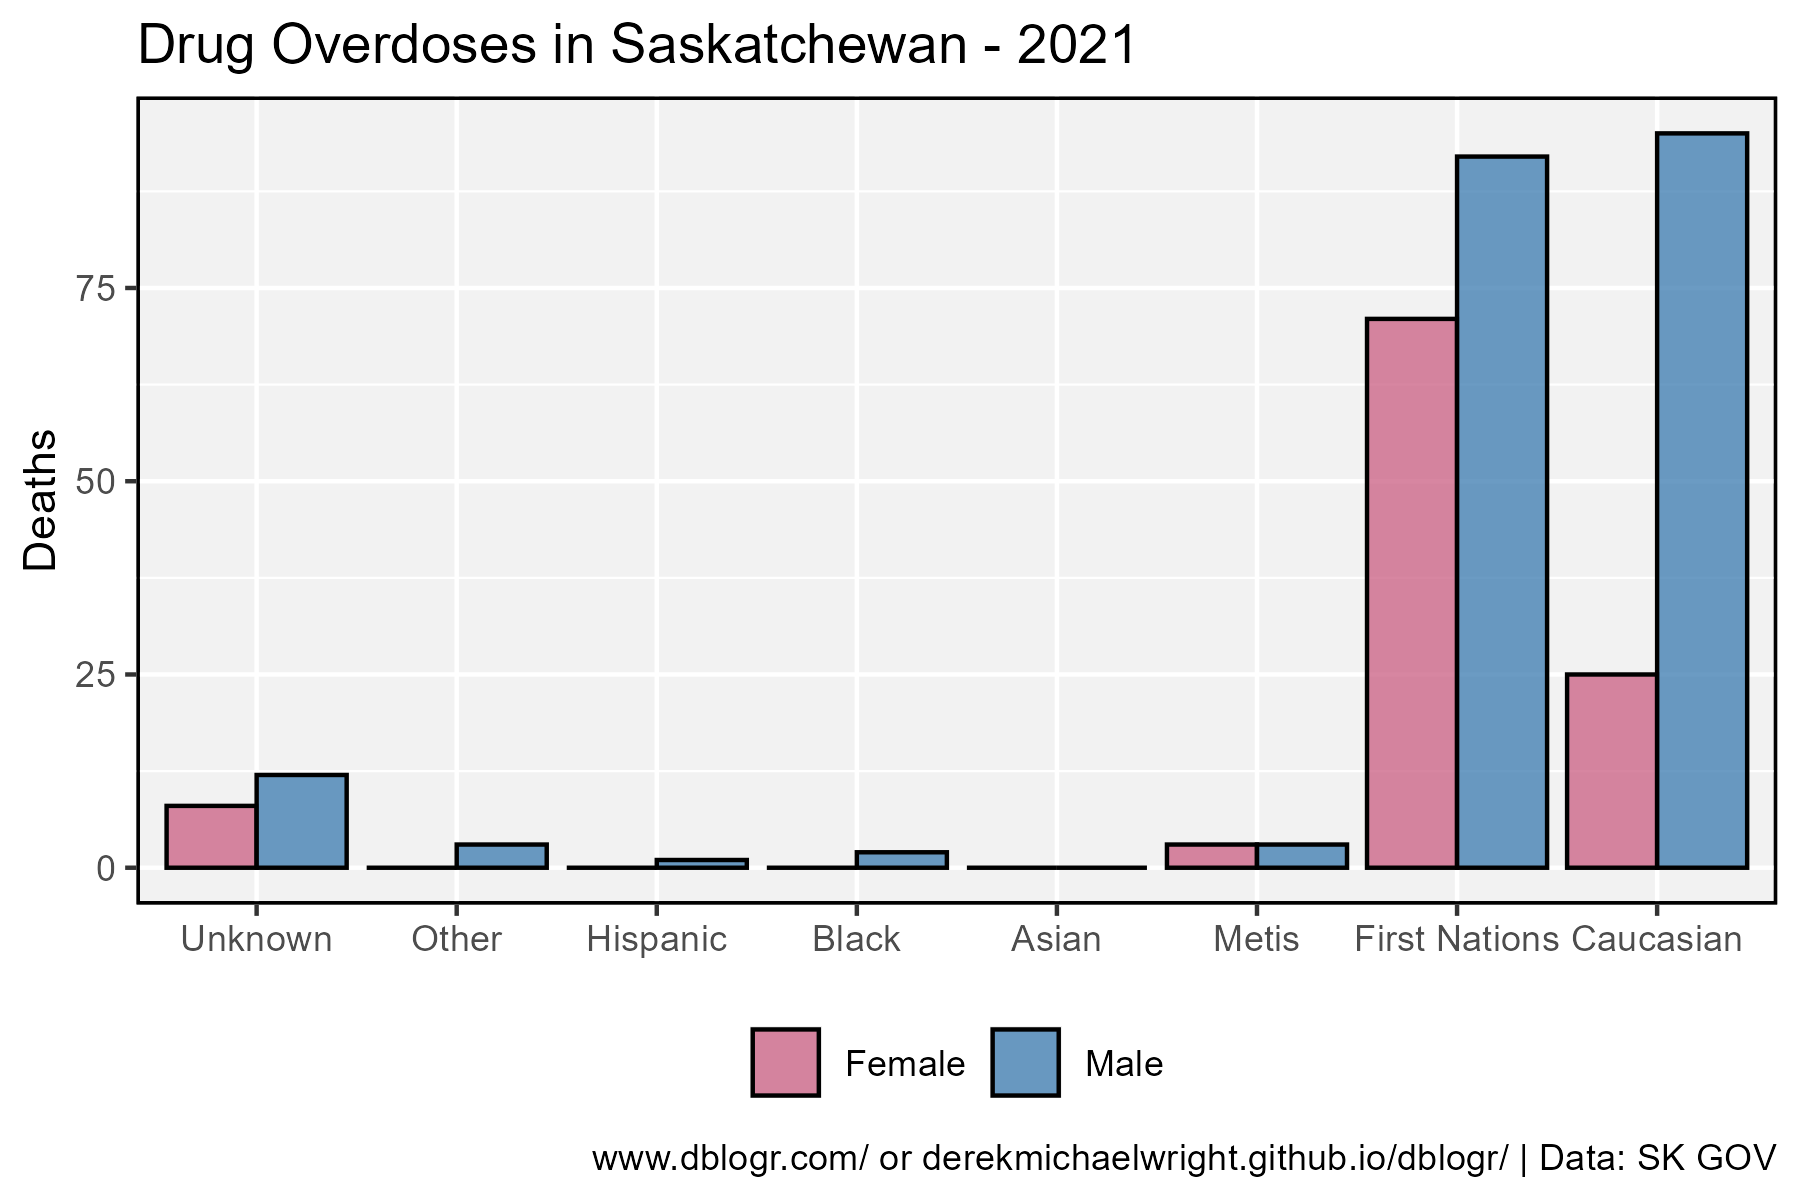 Drug Overdoses in Saskatchewan - 2021
Deaths
75
50
25
0
Unknown Other Hispanic Black Asian Metis First Nations Caucasian
Female Male
www.dblogr.com/ or derekmichaelwright.github.io/dblogr/ | Data: SK GOV